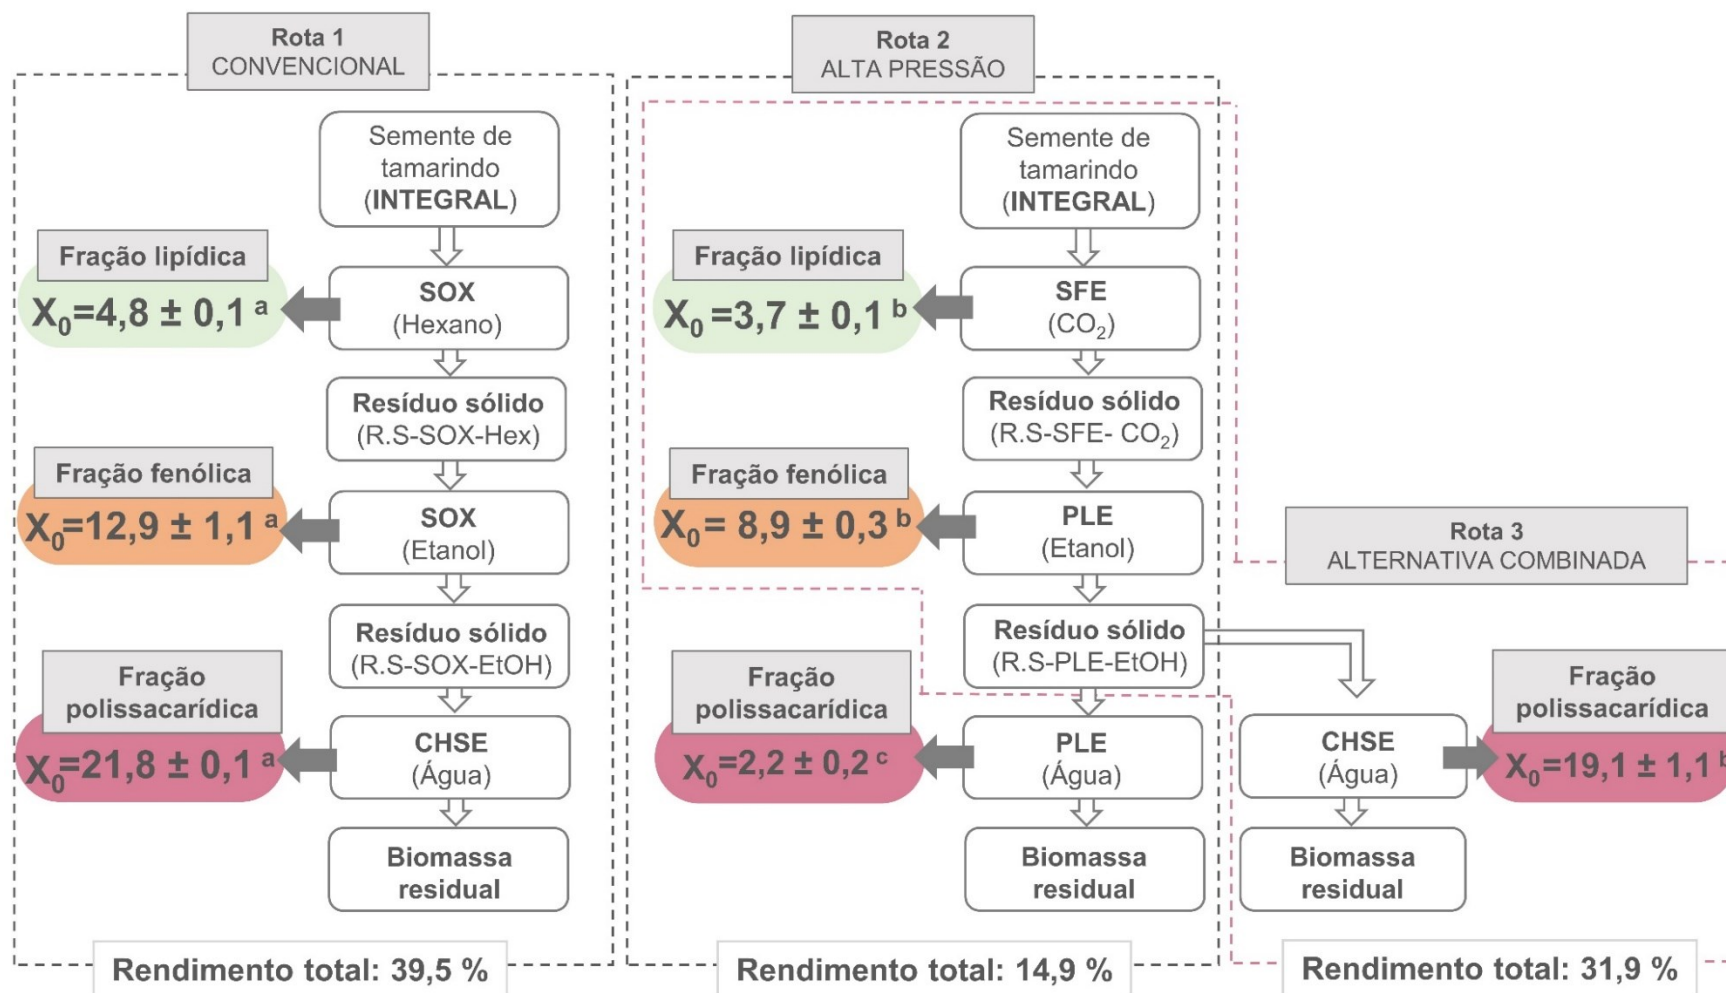 Rota 1
CONVENCIONAL
Semente de
tamarindo
(INTEGRAL)
Fração lipídica
X₀=4,8 ± 0,1 ᵃ
SOX
(Hexano)
Resíduo sólido
(R.S-SOX-Hex)
Fração fenólica
X₀=12,9 ± 1,1 ᵃ
SOX
(Etanol)
Resíduo sólido
(R.S-SOX-EtOH)
Fração
polissacarídica
X₀=21,8 ± 0,1 ᵃ
CHSE
(Água)
Biomassa
residual
Rendimento total: 39,5 %
Rota 2
ALTA PRESSÃO
Semente de
tamarindo
(INTEGRAL)
Fração lipídica
X₀=3,7 ± 0,1 ᵇ
SFE
(CO₂)
Resíduo sólido
(R.S-SFE- CO₂)
Fração fenólica
X₀= 8,9 ± 0,3 ᵇ
PLE
(Etanol)
Resíduo sólido
(R.S-PLE-EtOH)
Fração
polissacarídica
X₀=2,2 ± 0,2 ᶜ
PLE
(Água)
Biomassa
residual
Rendimento total: 14,9 %
Rota 3
ALTERNATIVA COMBINADA
Fração
polissacarídica
CHSE
(Água)
X₀=19,1 ± 1,1 ᵇ
Biomassa
residual
Rendimento total: 31,9 %